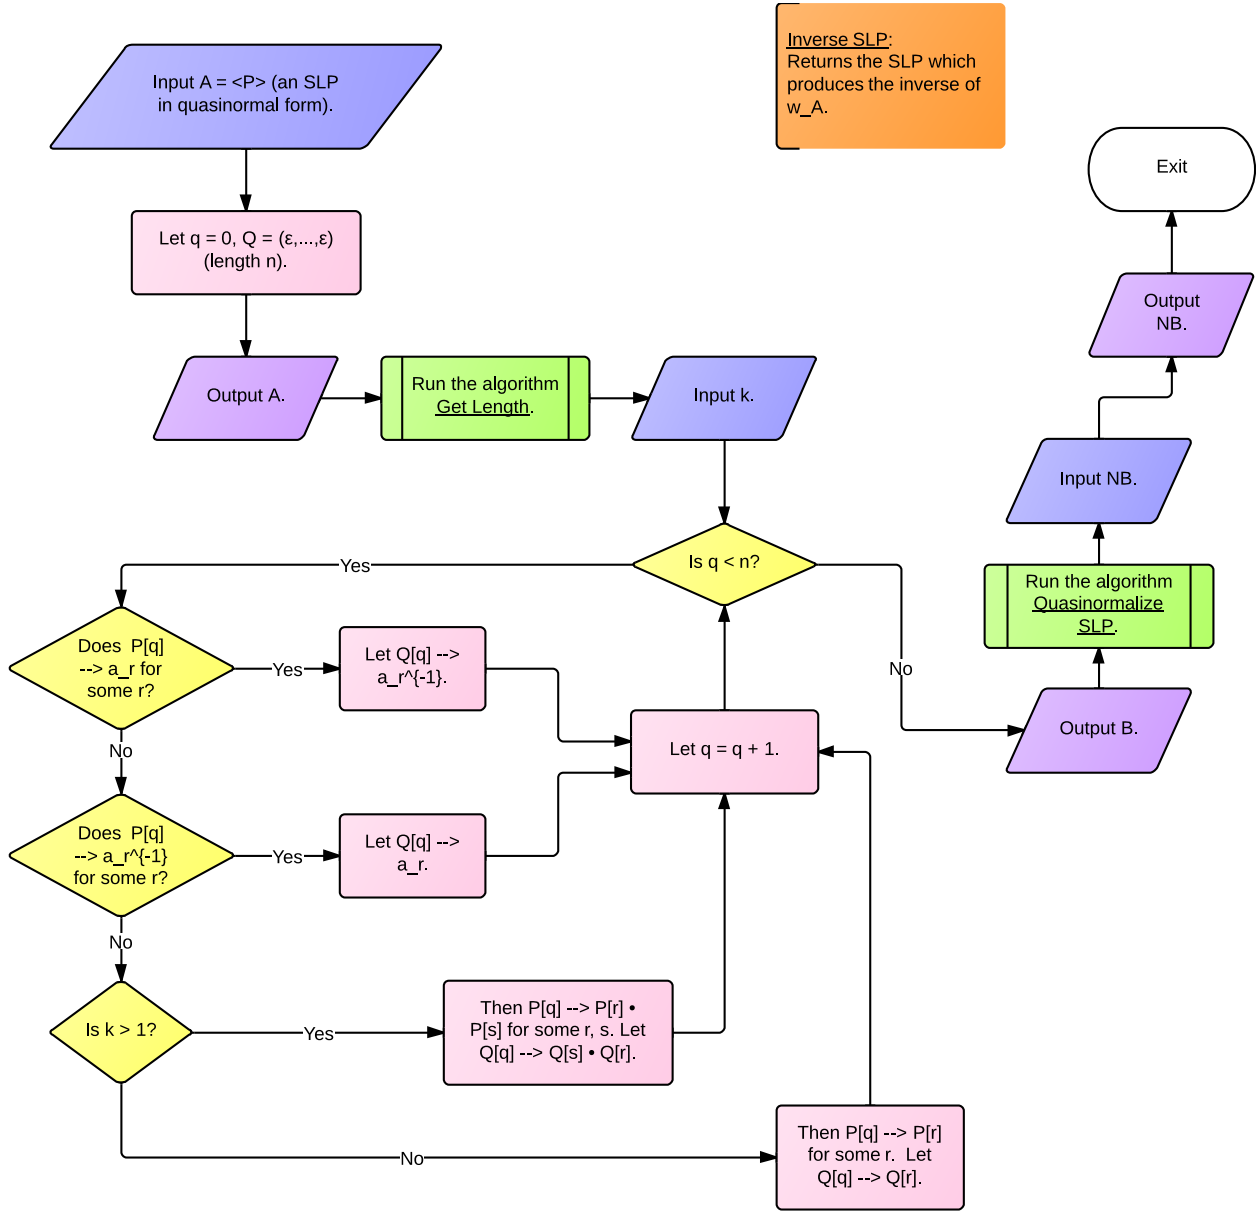 Inverse SLP:
Returns the SLP which
produces the inverse of
w_A.
Input A = <P> (an SLP
in quasinormal form).
Exit
Let q = 0, Q = (ε,...,ε)
(length n).
Output
NB.
Output A.
Run the algorithm
Get Length.
Input k.
Input NB.
Is q < n?
Yes
Run the algorithm
Quasinormalize
SLP.
Does  P[q]
--> a_r for
some r?
Yes
Let Q[q] -->
a_r^{-1}.
No
Output B.
No
Let q = q + 1.
Does  P[q]
--> a_r^{-1}
for some r?
Yes
Let Q[q] -->
a_r.
No
Is k > 1?
Yes
Then P[q] --> P[r] •
P[s] for some r, s. Let
Q[q] --> Q[s] • Q[r].
No
Then P[q] --> P[r]
for some r.  Let
Q[q] --> Q[r].